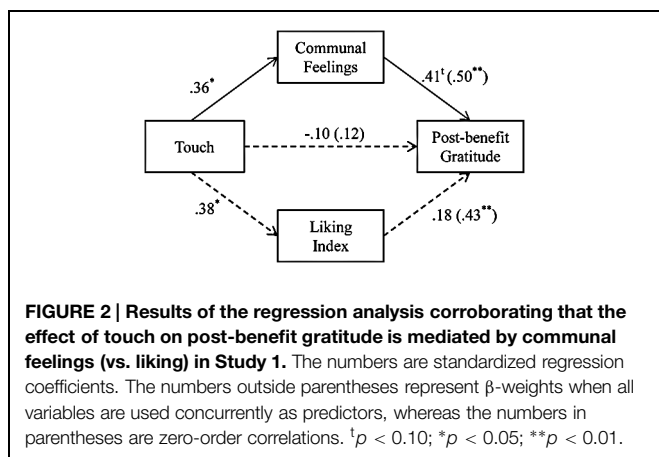 Communal
Feelings
.36*
.41ᵗ (.50**)
Touch
-.10 (.12)
Post-benefit
Gratitude
.38*
.18 (.43**)
Liking
Index
FIGURE 2 | Results of the regression analysis corroborating that the
effect of touch on post-benefit gratitude is mediated by communal
feelings (vs. liking) in Study 1. The numbers are standardized regression
coefficients. The numbers outside parentheses represent β-weights when all
variables are used concurrently as predictors, whereas the numbers in
parentheses are zero-order correlations. ᵗp < 0.10; *p < 0.05; **p < 0.01.